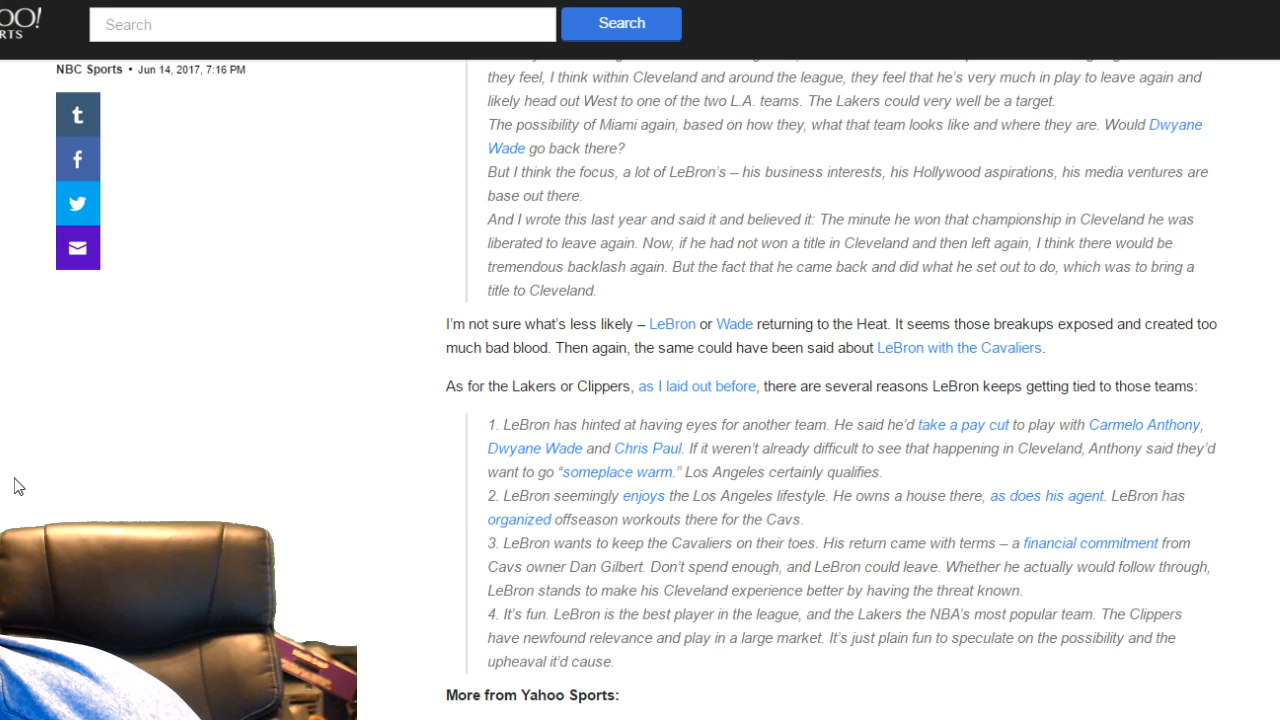 OO!
RTS
Search
Search
NBC Sports • Jun 14, 2017, 7:16 PM
t
f
they feel, I think within Cleveland and around the league, they feel that he's very much in play to leave again and
likely head out West to one of the two L.A. teams. The Lakers could very well be a target.
The possibility of Miami again, based on how they, what that team looks like and where they are. Would Dwyane
Wade go back there?
But I think the focus, a lot of LeBron's – his business interests, his Hollywood aspirations, his media ventures are
base out there.
And I wrote this last year and said it and believed it: The minute he won that championship in Cleveland he was
liberated to leave again. Now, if he had not won a title in Cleveland and then left again, I think there would be
tremendous backlash again. But the fact that he came back and did what he set out to do, which was to bring a
title to Cleveland.
I'm not sure what's less likely – LeBron or Wade returning to the Heat. It seems those breakups exposed and created too
much bad blood. Then again, the same could have been said about LeBron with the Cavaliers.
As for the Lakers or Clippers, as I laid out before, there are several reasons LeBron keeps getting tied to those teams:
1. LeBron has hinted at having eyes for another team. He said he'd take a pay cut to play with Carmelo Anthony,
Dwyane Wade and Chris Paul. If it weren't already difficult to see that happening in Cleveland, Anthony said they'd
want to go “someplace warm.” Los Angeles certainly qualifies.
2. LeBron seemingly enjoys the Los Angeles lifestyle. He owns a house there, as does his agent. LeBron has
organized offseason workouts there for the Cavs.
3. LeBron wants to keep the Cavaliers on their toes. His return came with terms – a financial commitment from
Cavs owner Dan Gilbert. Don't spend enough, and LeBron could leave. Whether he actually would follow through,
LeBron stands to make his Cleveland experience better by having the threat known.
4. It's fun. LeBron is the best player in the league, and the Lakers the NBA's most popular team. The Clippers
have newfound relevance and play in a large market. It's just plain fun to speculate on the possibility and the
upheaval it'd cause.
More from Yahoo Sports: